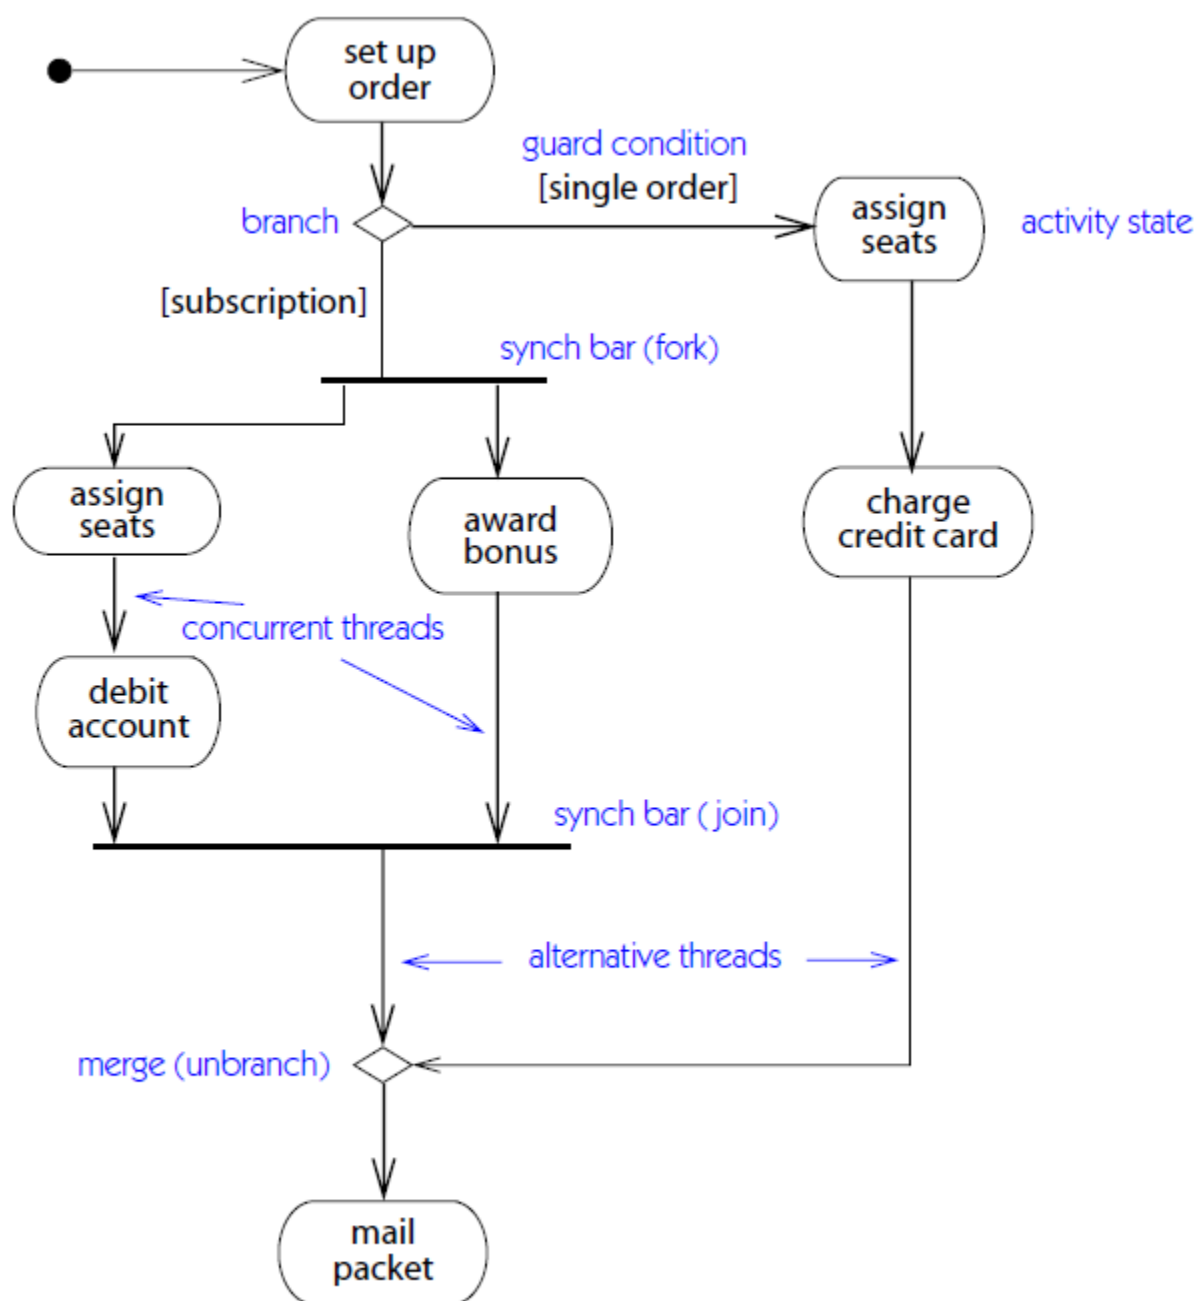 set up
order
guard condition
[single order]
branch
assign
seats
activity state
[subscription]
synch bar (fork)
assign
seats
award
bonus
charge
credit card
concurrent threads
debit
account
synch bar ( join)
alternative threads
merge (unbranch)
mail
packet